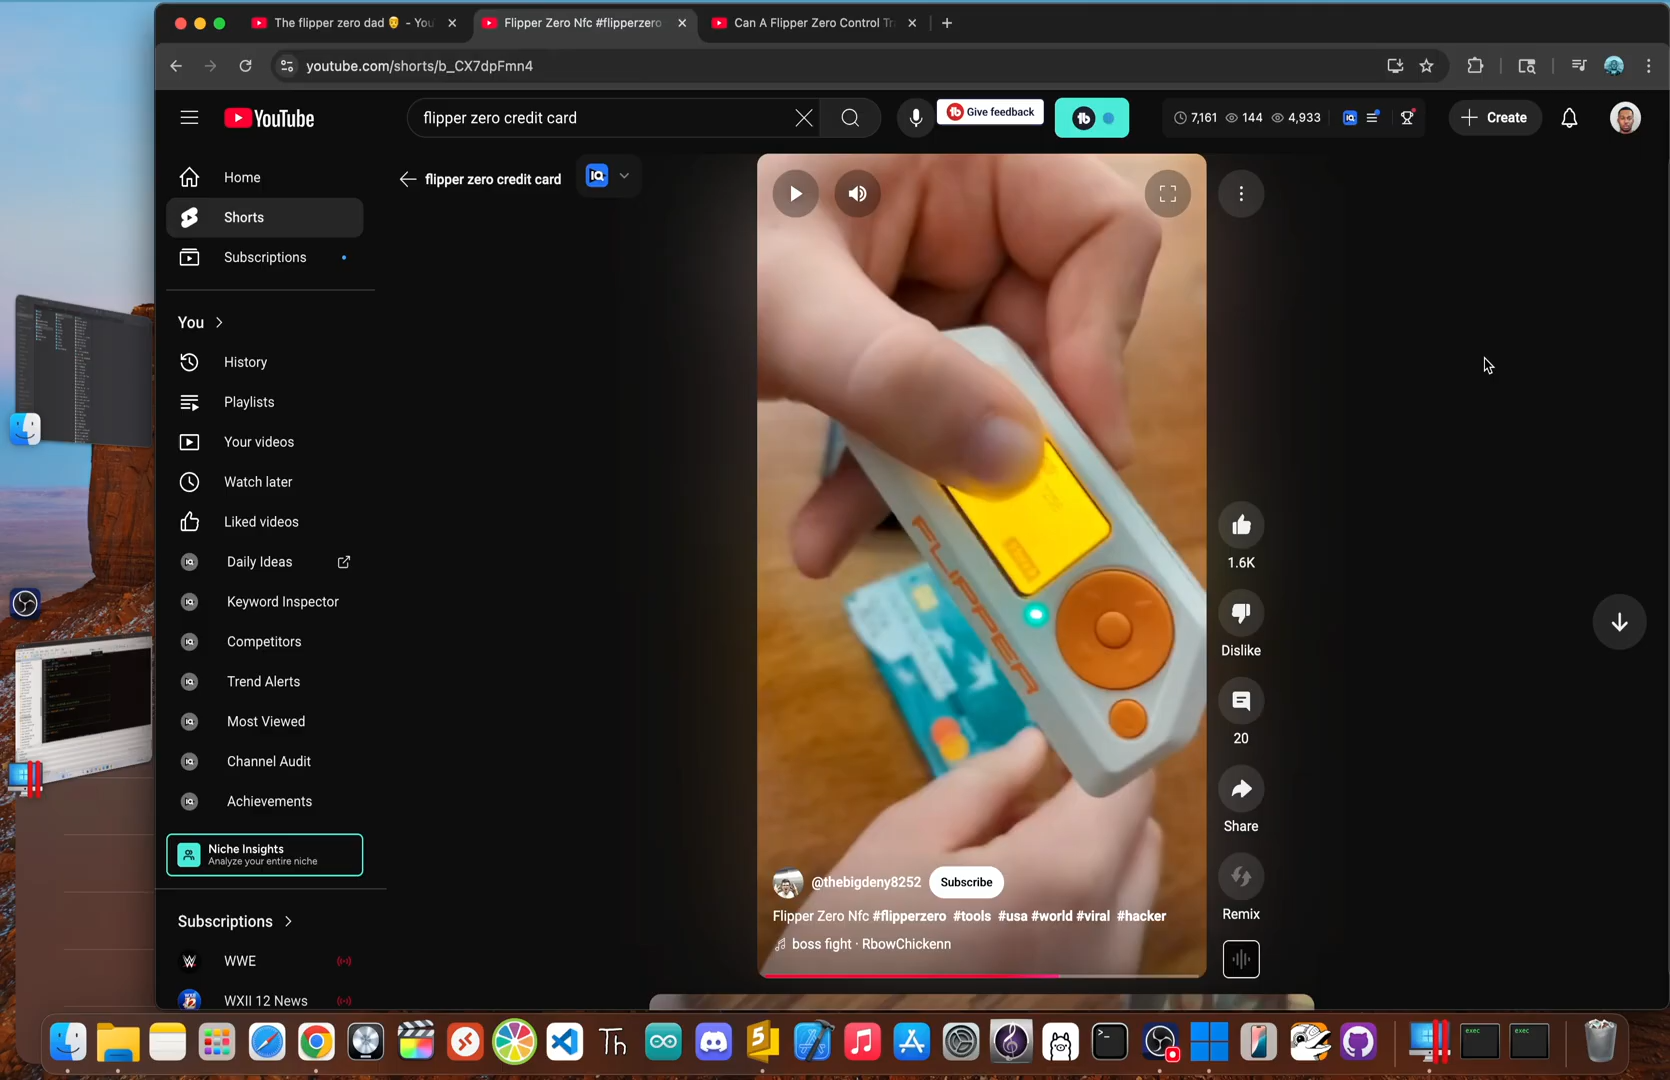 The flipper zero dad 👨‍🦳 - You
Flipper Zero Nfc #flipperzero
Can A Flipper Zero Control Tr
youtube.com/shorts/b_CX7dpFmn4
YouTube
flipper zero credit card
Give feedback
7,161 144 4,933
Create
flipper zero credit card
Home
Shorts
Subscriptions
You
History
Playlists
Your videos
Watch later
Liked videos
Daily Ideas
Keyword Inspector
Competitors
Trend Alerts
Most Viewed
Channel Audit
Achievements
Niche Insights
Analyze your entire niche
Subscriptions
WWE
WXII 12 News
FLIPPER
1.6K
Dislike
20
Share
Remix
@thebigdeny8252 Subscribe
Flipper Zero Nfc #flipperzero #tools #usa #world #viral #hacker
boss fight · RbowChickenn
exec
exec